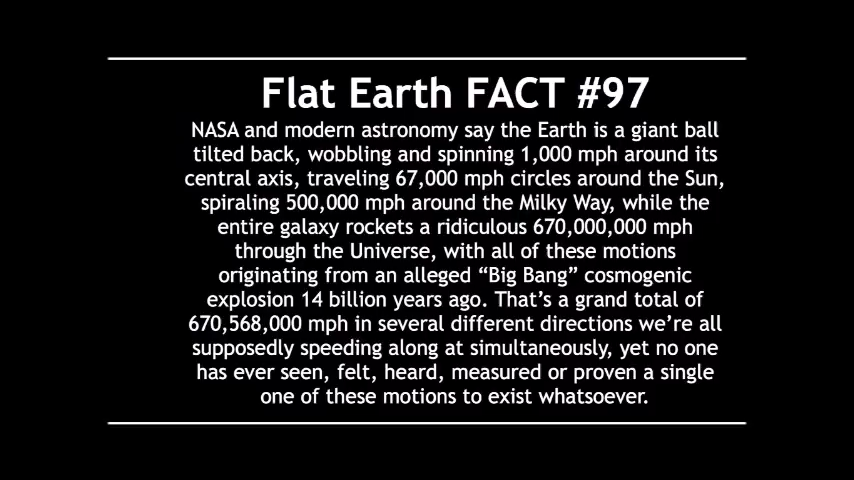 Flat Earth FACT #97
NASA and modern astronomy say the Earth is a giant ball
tilted back, wobbling and spinning 1,000 mph around its
central axis, traveling 67,000 mph circles around the Sun,
spiraling 500,000 mph around the Milky Way, while the
entire galaxy rockets a ridiculous 670,000,000 mph
through the Universe, with all of these motions
originating from an alleged “Big Bang” cosmogenic
explosion 14 billion years ago. That’s a grand total of
670,568,000 mph in several different directions we’re all
supposedly speeding along at simultaneously, yet no one
has ever seen, felt, heard, measured or proven a single
one of these motions to exist whatsoever.